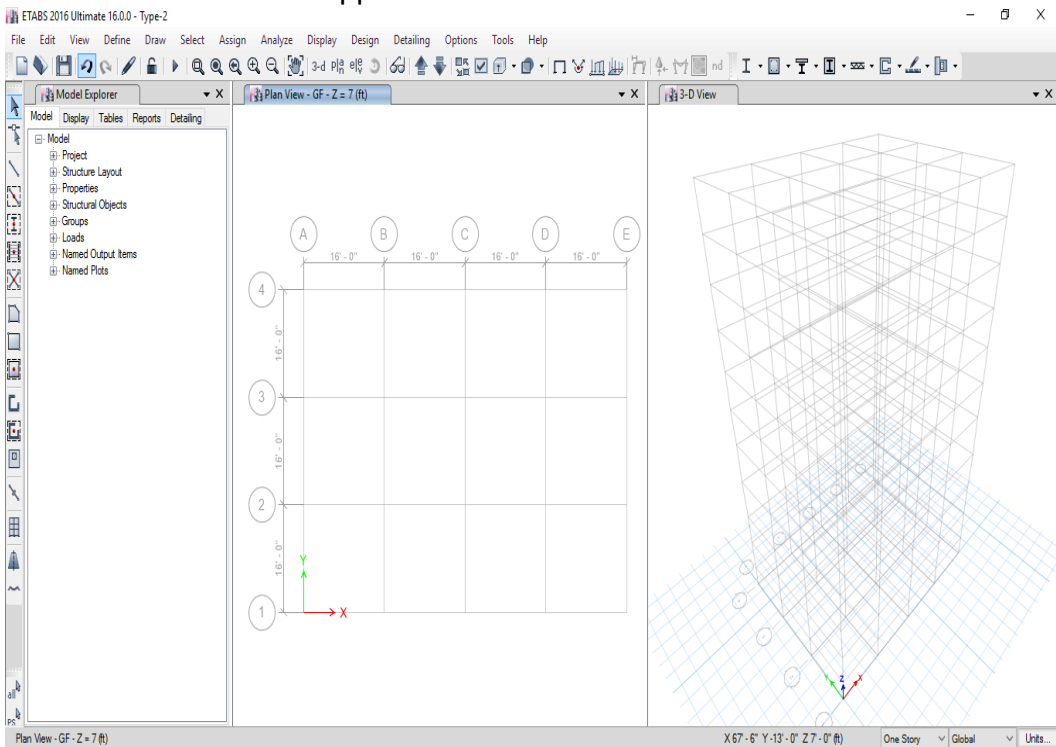 ETABS 2016 Ultimate 16.0.0 - Type-2
File Edit View Define Draw Select Assign Analyze Display Design Detailing Options Tools Help
3-d nd
Model Explorer
Model Display Tables Reports Detailing
Model
Project
Structure Layout
Properties
Structural Objects
Groups
Loads
Named Output Items
Named Plots
all
PS
Plan View - GF - Z = 7 (ft)
A B C D E
16' - 0" 16' - 0" 16' - 0" 16' - 0"
4
16' - 0"
3
16' - 0"
2
16' - 0"
Y
1
X
3-D View
Y Z X
Plan View - GF - Z = 7 (ft) X 67' - 6" Y -13' - 0" Z 7' - 0" (ft) One Story Global Units...